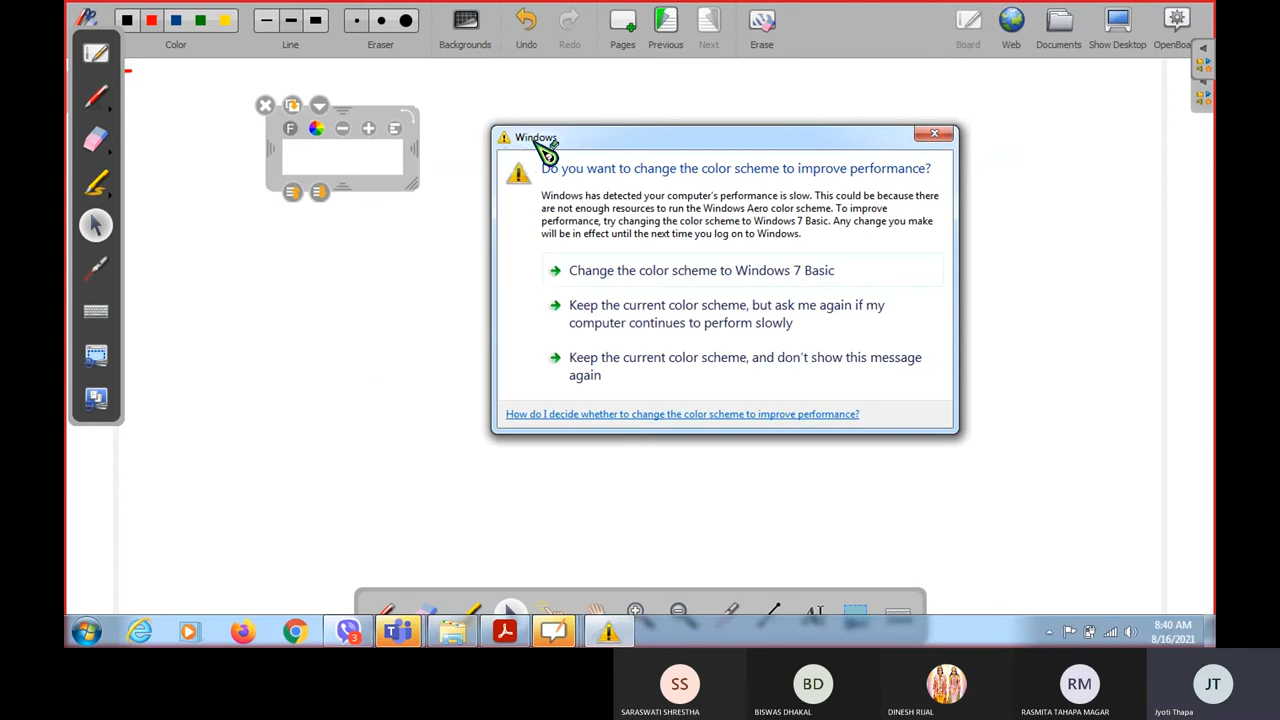 Color
Line
Eraser
Backgrounds
Undo
Redo
Pages
Previous
Next
Erase
Board
Web
Documents
Show Desktop
OpenBoa
F
Windows
Do you want to change the color scheme to improve performance?
Windows has detected your computer's performance is slow. This could be because there
are not enough resources to run the Windows Aero color scheme. To improve
performance, try changing the color scheme to Windows 7 Basic. Any change you make
will be in effect until the next time you log on to Windows.
Change the color scheme to Windows 7 Basic
Keep the current color scheme, but ask me again if my
computer continues to perform slowly
Keep the current color scheme, and don't show this message
again
How do I decide whether to change the color scheme to improve performance?
3
8:40 AM
8/16/2021
SS
BD
RM
JT
SARASWATI SHRESTHA
BISWAS DHAKAL
DINESH RIJAL
RASMITA TAHAPA MAGAR
Jyoti Thapa